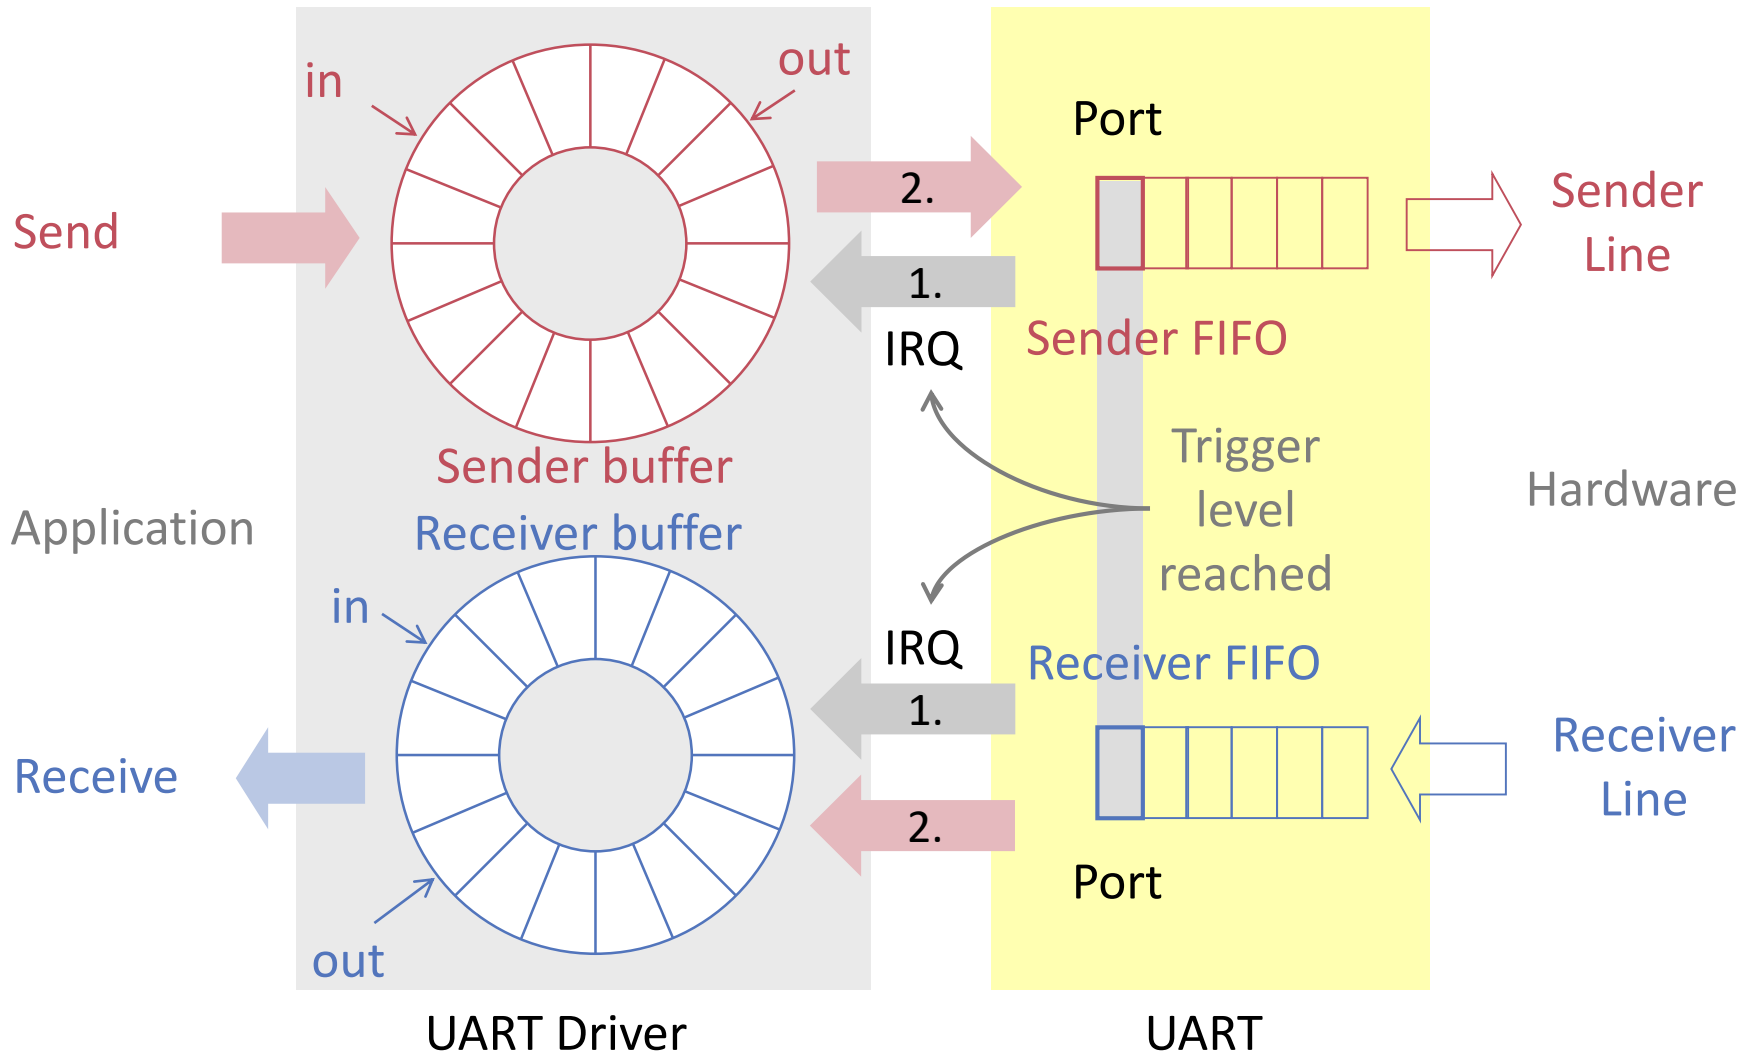 in
out
Port
2.
Send
Sender
Line
1.
Sender FIFO
IRQ
Trigger
level
reached
Sender buffer
Hardware
Application
Receiver buffer
in
IRQ
Receiver FIFO
1.
Receiver
Line
Receive
2.
Port
out
UART Driver
UART